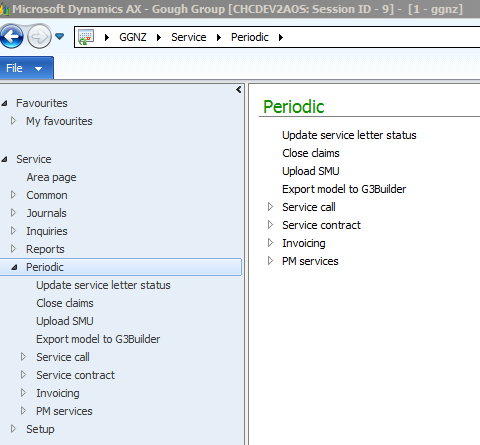 Microsoft Dynamics AX - Gough Group [CHCDEV2AOS: Session ID - 9] - [1 - ggnz]
GGNZ Service Periodic
File
Favourites
My favourites
Service
Area page
Common
Journals
Inquiries
Reports
Periodic
Update service letter status
Close claims
Upload SMU
Export model to G3Builder
Service call
Service contract
Invoicing
PM services
Setup
Periodic
Update service letter status
Close claims
Upload SMU
Export model to G3Builder
Service call
Service contract
Invoicing
PM services